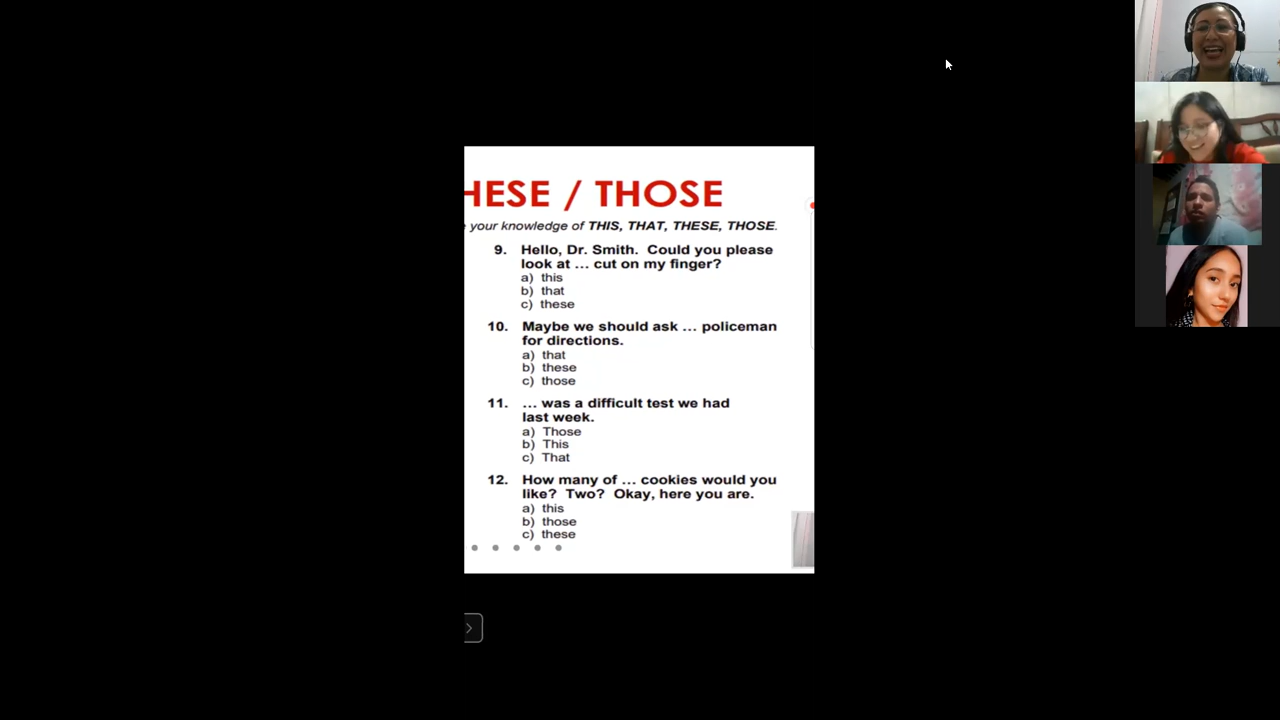 HESE / THOSE
your knowledge of THIS, THAT, THESE, THOSE.
9. Hello, Dr. Smith. Could you please
look at ... cut on my finger?
a) this
b) that
c) these
10. Maybe we should ask ... policeman
for directions.
a) that
b) these
c) those
11. ... was a difficult test we had
last week.
a) Those
b) This
c) That
12. How many of ... cookies would you
like? Two? Okay, here you are.
a) this
b) those
c) these